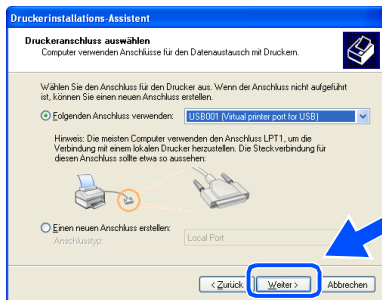 Druckerinstallations-Assistent
Druckeranschluss auswählen
Computer verwenden Anschlüsse für den Datenaustausch mit Druckern.
Wählen Sie den Anschluss für den Drucker aus. Wenn der Anschluss nicht aufgeführt
ist, können Sie einen neuen Anschluss erstellen.
Folgenden Anschluss verwenden: USB001 (Virtual printer port for USB)
Hinweis: Die meisten Computer verwenden den Anschluss LPT1, um die
Verbindung mit einem lokalen Drucker herzustellen. Die Steckverbindung für
diesen Anschluss sollte etwa so aussehen:
Einen neuen Anschluss erstellen:
Anschlusstyp: Local Port
< Zurück Weiter > Abbrechen